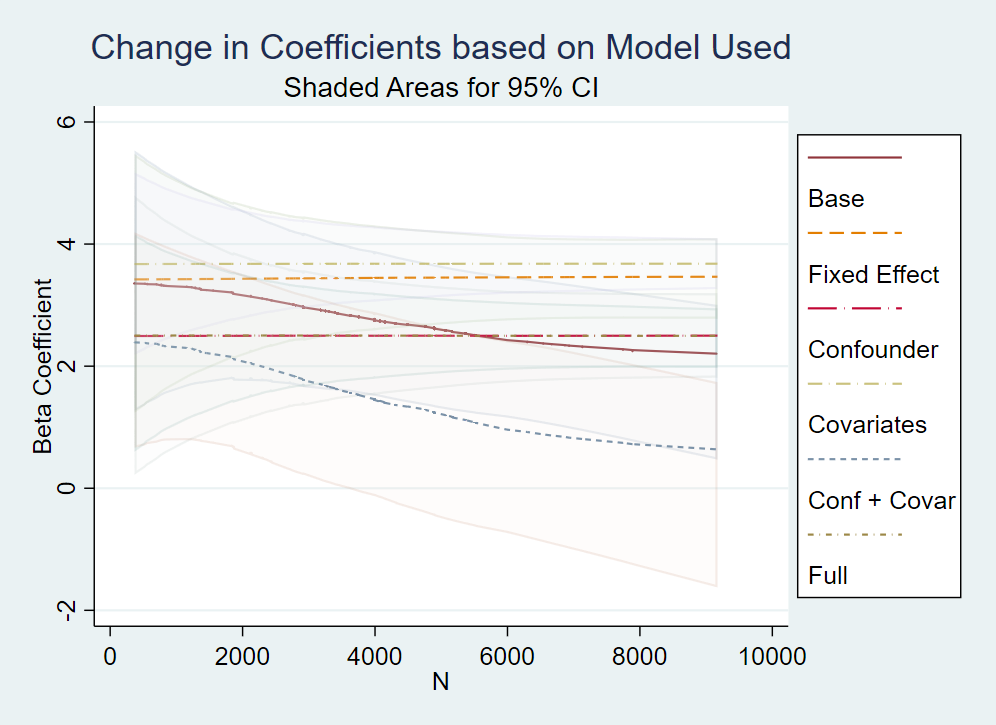 Change in Coefficients based on Model Used
Shaded Areas for 95% CI
6
4
2
0
-2
Beta Coefficient
0 2000 4000 6000 8000 10000
N
Base
Fixed Effect
Confounder
Covariates
Conf + Covar
Full